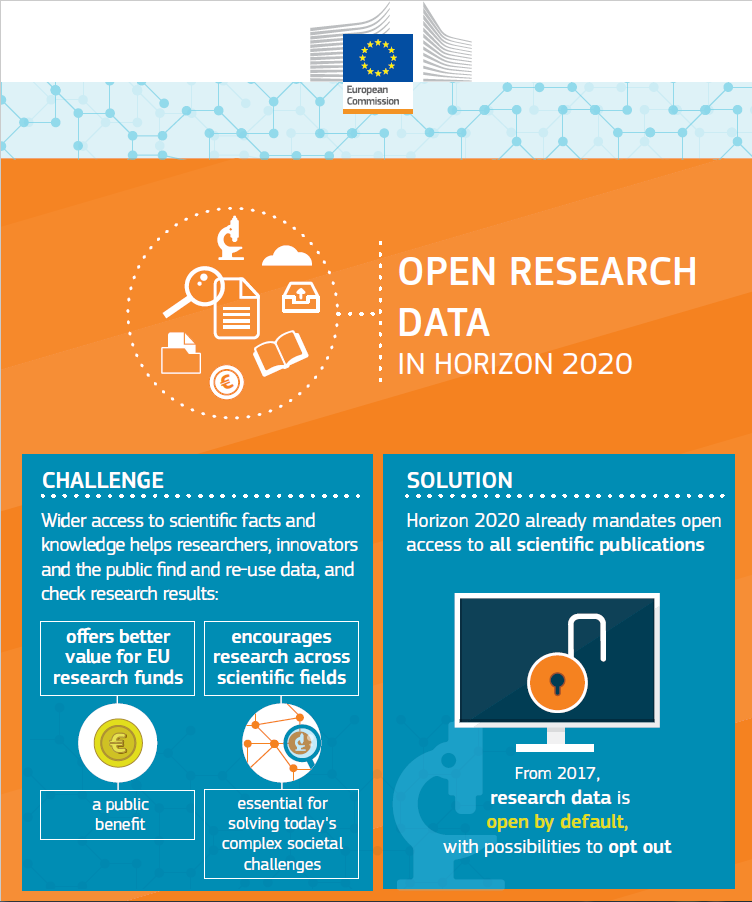 European
Commission
OPEN RESEARCH
DATA
IN HORIZON 2020
CHALLENGE
Wider access to scientific facts and
knowledge helps researchers, innovators
and the public find and re-use data, and
check research results:
offers better
value for EU
research funds
a public
benefit
encourages
research across
scientific fields
essential for
solving today's
complex societal
challenges
SOLUTION
Horizon 2020 already mandates open
access to all scientific publications
From 2017,
research data is
open by default,
with possibilities to opt out